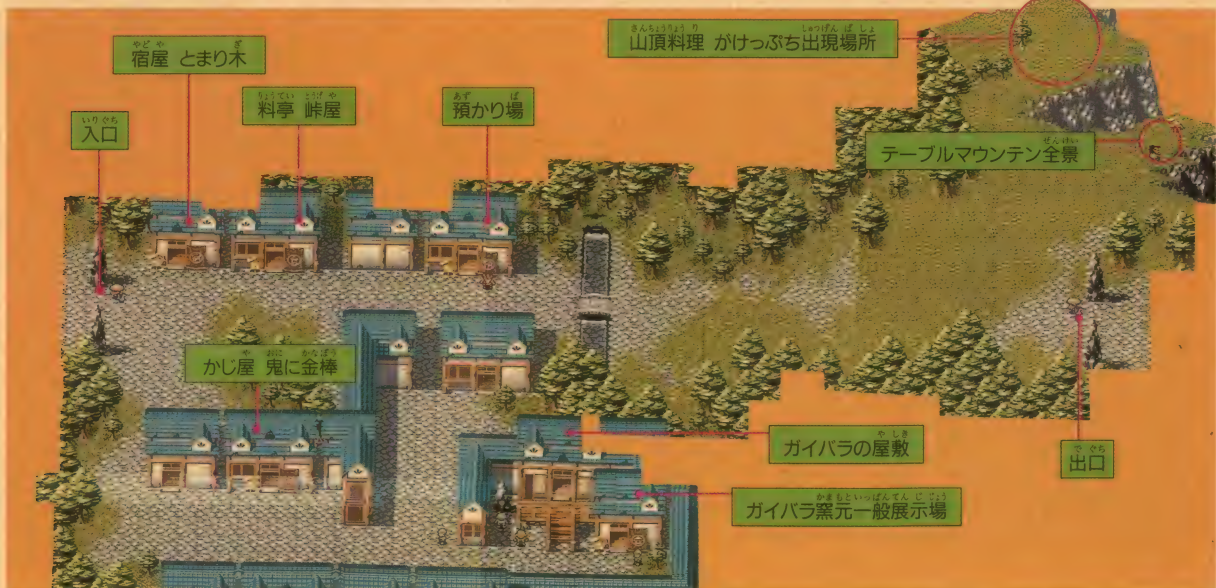 山頂料理 がけっぷち出現場所
宿屋 とまり木
料亭 峠屋
預かり場
入口
テーブルマウンテン全景
かじ屋 鬼に金棒
ガイバラの屋敷
出口
ガイバラ窯元一般展示場